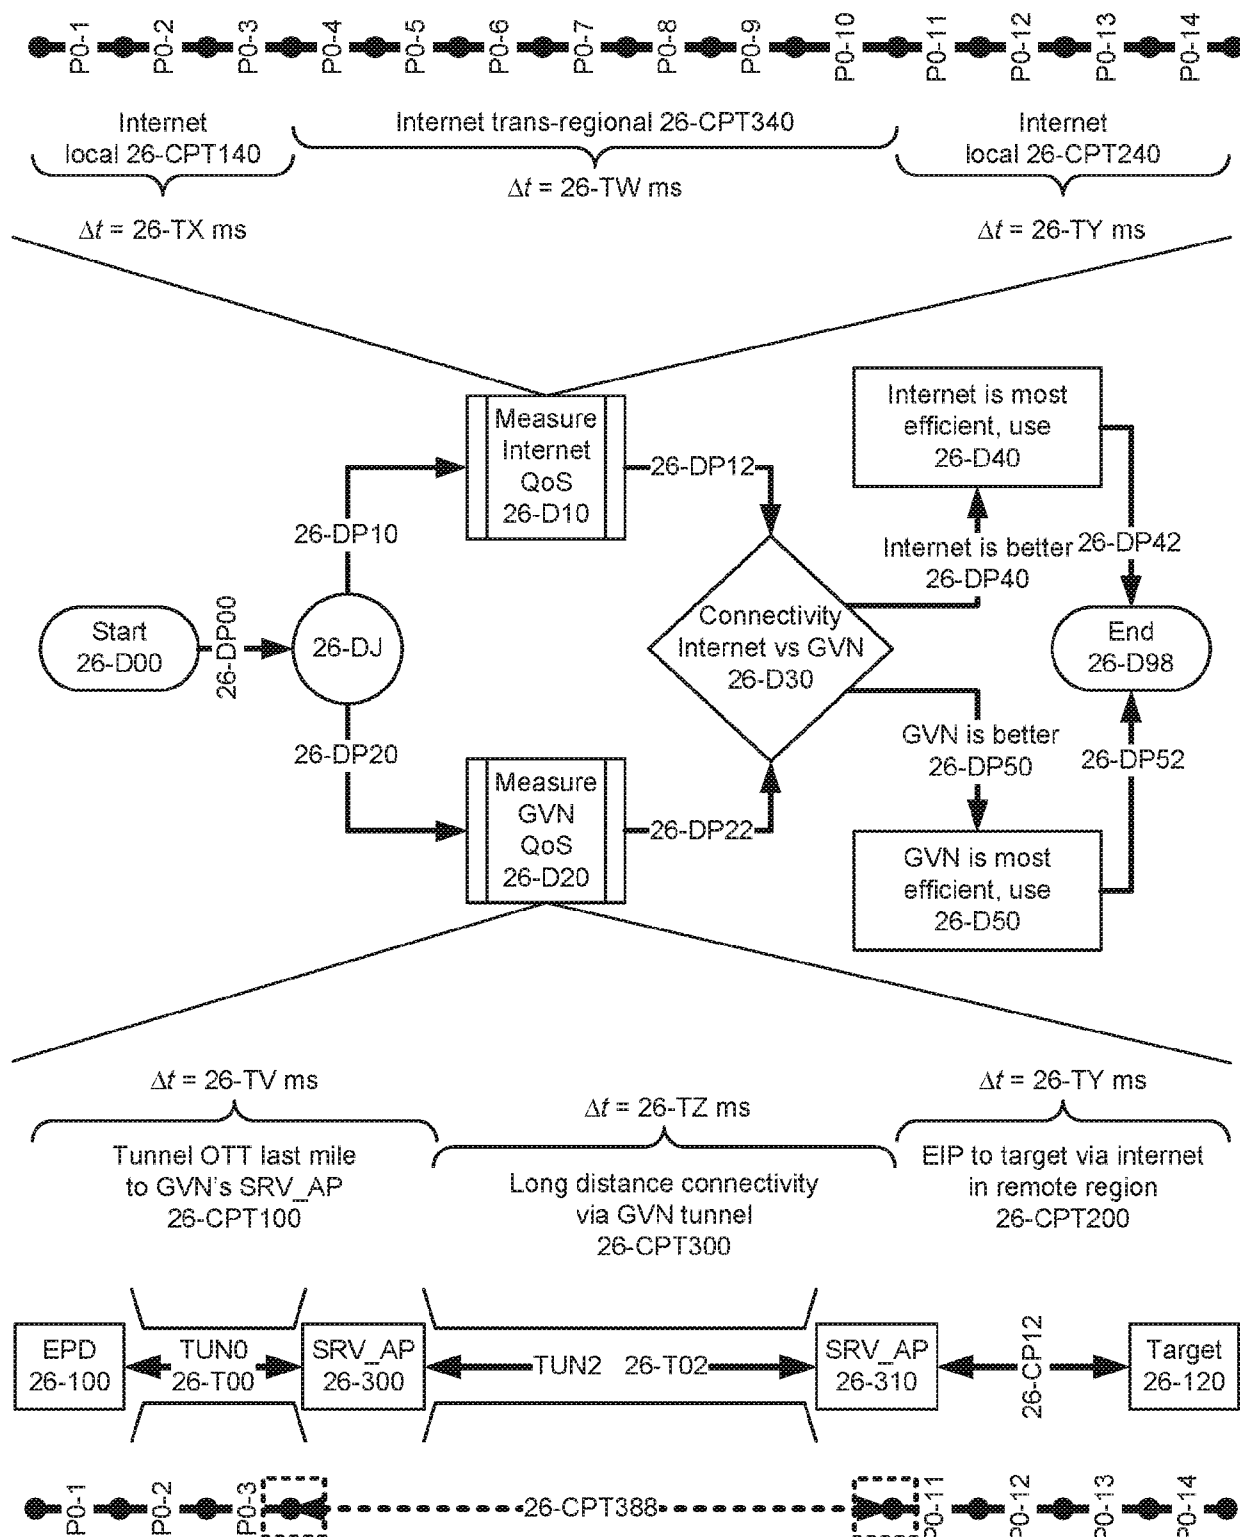 P0-1
P0-2
P0-3
P0-4
P0-5
P0-6
P0-7
P0-8
P0-9
P0-10
P0-11
P0-12
P0-13
P0-14
Internet
local 26-CPT140
Internet trans-regional 26-CPT340
Internet
local 26-CPT240
Δt = 26-TX ms
Δt = 26-TW ms
Δt = 26-TY ms
Measure
Internet
QoS
26-D10
26-DP12
Internet is most
efficient, use
26-D40
26-DP10
Internet is better
26-DP40
26-DP42
Start
26-D00
26-DP00
26-DJ
Connectivity
Internet vs GVN
26-D30
End
26-D98
26-DP20
GVN is better
26-DP50
26-DP52
Measure
GVN
QoS
26-D20
26-DP22
GVN is most
efficient, use
26-D50
Δt = 26-TV ms
Δt = 26-TZ ms
Δt = 26-TY ms
Tunnel OTT last mile
to GVN's SRV_AP
26-CPT100
Long distance connectivity
via GVN tunnel
26-CPT300
EIP to target via internet
in remote region
26-CPT200
EPD
26-100
TUN0
26-T00
SRV_AP
26-300
TUN2 26-T02
SRV_AP
26-310
26-CP12
Target
26-120
P0-1
P0-2
P0-3
26-CPT388
P0-11
P0-12
P0-13
P0-14